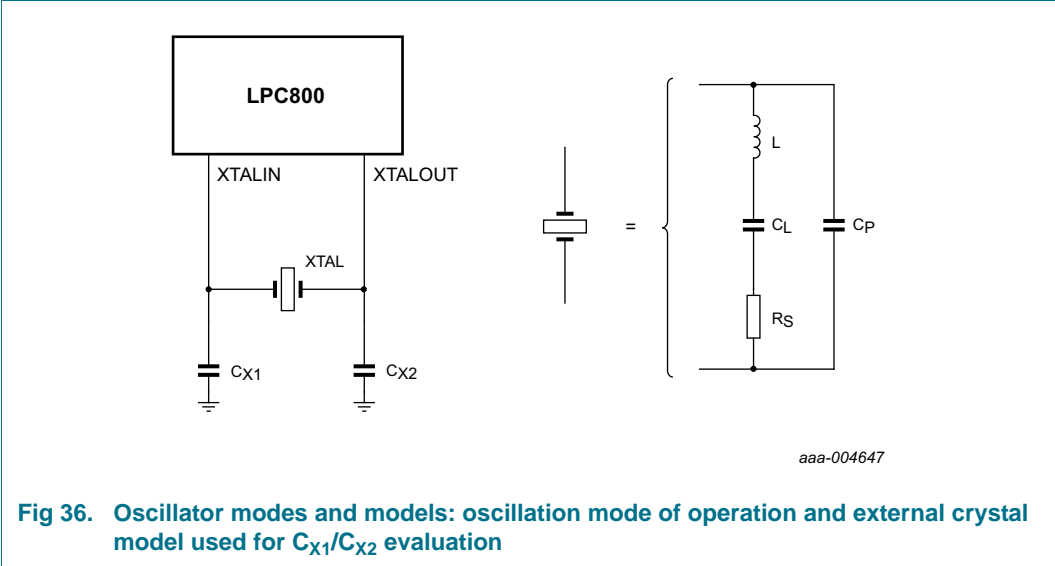 LPC800
XTALIN XTALOUT
XTAL
CX1 CX2
=
L
CL CP
RS
aaa-004647
Fig 36. Oscillator modes and models: oscillation mode of operation and external crystal
model used for CX1/CX2 evaluation